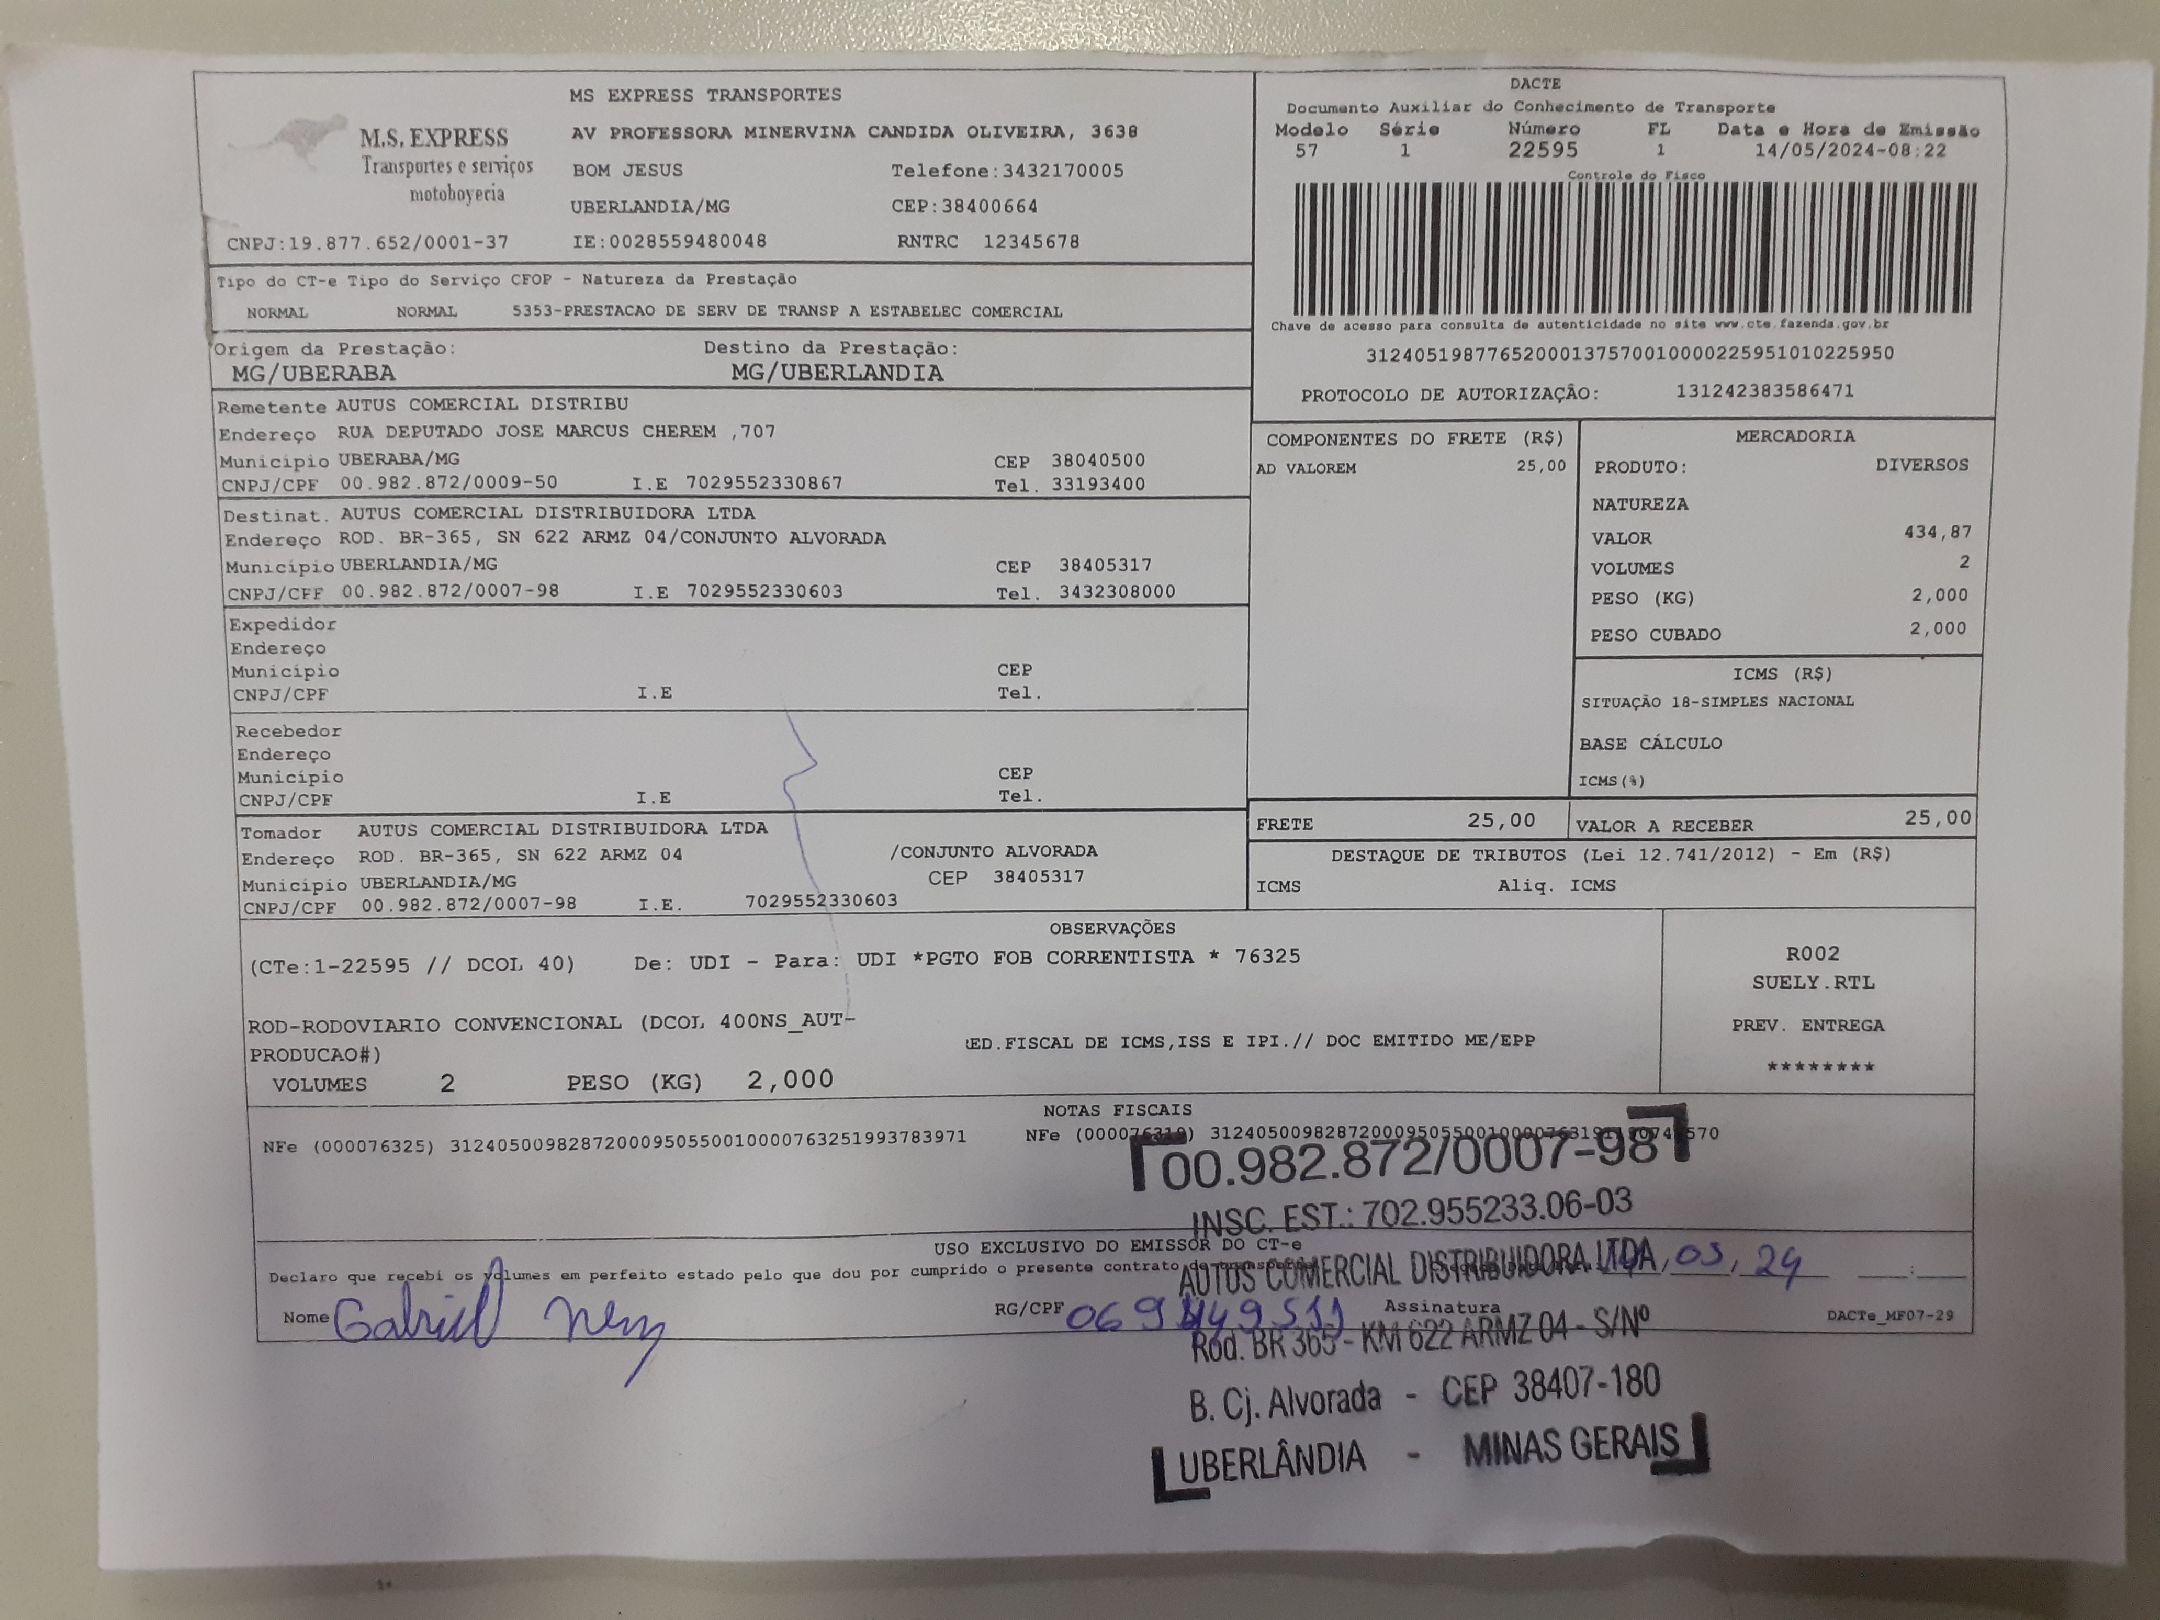 M.S. EXPRESS
Transportes e serviços
motoboyeria
MS EXPRESS TRANSPORTES
AV PROFESSORA MINERVINA CANDIDA OLIVEIRA, 3638
BOM JESUS Telefone:3432170005
UBERLANDIA/MG CEP:38400664
CNPJ:19.877.652/0001-37 IE:0028559480048 RNTRC 12345678
DACTE
Documento Auxiliar do Conhecimento de Transporte
Modelo Série Número FL Data e Hora de Emissão
57 1 22595 1 14/05/2024-08:22
Controle do Fisco
Chave de acesso para consulta de autenticidade no site www.cte.fazenda.gov.br
31240519877652000137570010000225951010225950
PROTOCOLO DE AUTORIZAÇÃO: 131242383586471
Tipo do CT-e Tipo do Serviço CFOP - Natureza da Prestação
NORMAL NORMAL 5353-PRESTACAO DE SERV DE TRANSP A ESTABELEC COMERCIAL
Origem da Prestação: Destino da Prestação:
MG/UBERABA MG/UBERLANDIA
Remetente AUTUS COMERCIAL DISTRIBU
Endereço RUA DEPUTADO JOSE MARCUS CHEREM ,707
Município UBERABA/MG CEP 38040500
CNPJ/CPF 00.982.872/0009-50 I.E 7029552330867 Tel. 33193400
Destinat. AUTUS COMERCIAL DISTRIBUIDORA LTDA
Endereço ROD. BR-365, SN 622 ARMZ 04/CONJUNTO ALVORADA
Município UBERLANDIA/MG CEP 38405317
CNPJ/CPF 00.982.872/0007-98 I.E 7029552330603 Tel. 3432308000
Expedidor
Endereço
Município CEP
CNPJ/CPF I.E Tel.
Recebedor
Endereço
Município CEP
CNPJ/CPF I.E Tel.
Tomador AUTUS COMERCIAL DISTRIBUIDORA LTDA
Endereço ROD. BR-365, SN 622 ARMZ 04 /CONJUNTO ALVORADA
Município UBERLANDIA/MG CEP 38405317
CNPJ/CPF 00.982.872/0007-98 I.E. 7029552330603
COMPONENTES DO FRETE (R$)
AD VALOREM 25,00
MERCADORIA
PRODUTO: DIVERSOS
NATUREZA
VALOR 434,87
VOLUMES 2
PESO (KG) 2,000
PESO CUBADO 2,000
ICMS (R$)
SITUAÇÃO 18-SIMPLES NACIONAL
BASE CÁLCULO
ICMS(%)
FRETE 25,00 VALOR A RECEBER 25,00
DESTAQUE DE TRIBUTOS (Lei 12.741/2012) - Em (R$)
ICMS Aliq. ICMS
OBSERVAÇÕES
(CTe:1-22595 // DCOL 40) De: UDI - Para: UDI *PGTO FOB CORRENTISTA * 76325
ROD-RODOVIARIO CONVENCIONAL (DCOL 400NS_AUT-
PRODUCAO#)
RED.FISCAL DE ICMS,ISS E IPI.// DOC EMITIDO ME/EPP
VOLUMES 2 PESO (KG) 2,000
R002
SUELY.RTL
PREV. ENTREGA
********
NOTAS FISCAIS
NFe (000076325) 31240500982872000950550010000763251993783971 NFe (000076319)
00.982.872/0007-98
INSC. EST.: 702.955233.06-03
USO EXCLUSIVO DO EMISSOR DO CT-e
Declaro que recebi os volumes em perfeito estado pelo que dou por cumprido o presente contrato de transporte
AUTUS COMERCIAL DISTRIBUIDORA LTDA
Nome Gabriel RG/CPF Assinatura DACTe_MF07-29
Rod. BR 365 - KM 622 ARMZ 04 - S/Nº
B. Cj. Alvorada - CEP 38407-180
UBERLÂNDIA - MINAS GERAIS